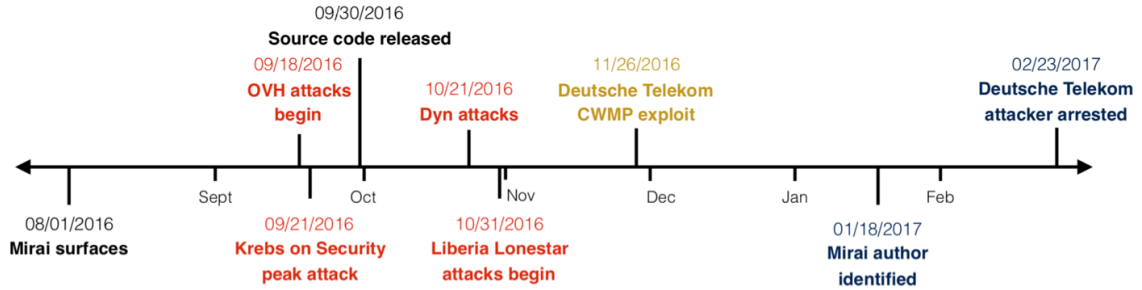 09/30/2016
Source code released
09/18/2016
OVH attacks
begin
10/21/2016
Dyn attacks
11/26/2016
Deutsche Telekom
CWMP exploit
02/23/2017
Deutsche Telekom
attacker arrested
Sept
Oct
Nov
Dec
Jan
Feb
08/01/2016
Mirai surfaces
09/21/2016
Krebs on Security
peak attack
10/31/2016
Liberia Lonestar
attacks begin
01/18/2017
Mirai author
identified